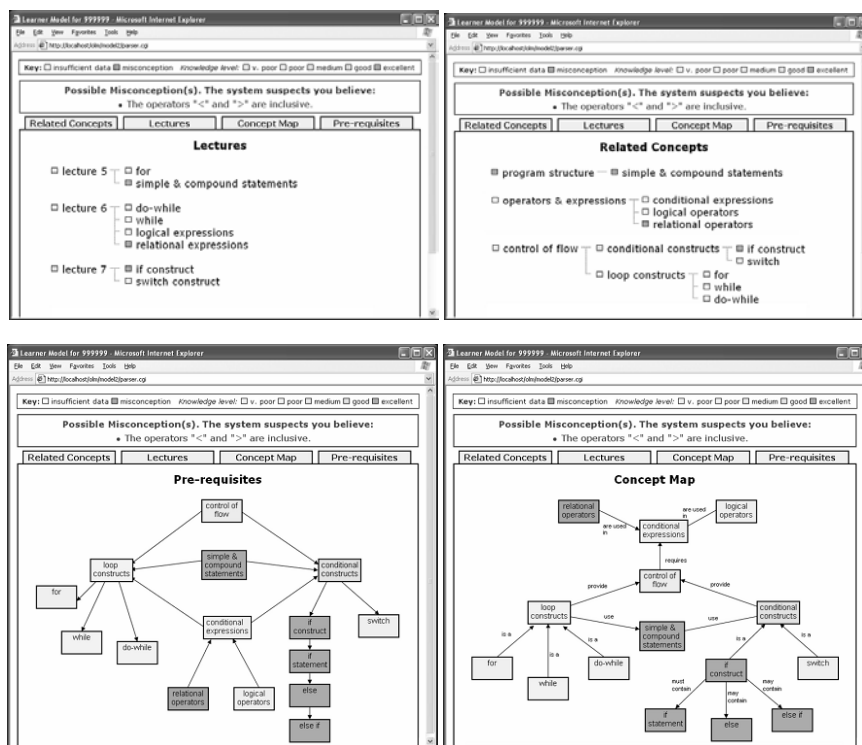 Learner Model for 999999 - Microsoft Internet Explorer
File Edit View Favorites Tools Help
Address http://localhost/olm/model2/parser.cgi
Key: insufficient data misconception Knowledge level: v. poor poor medium good excellent
Possible Misconception(s). The system suspects you believe:
• The operators "<" and ">" are inclusive.
Related Concepts Lectures Concept Map Pre-requisites
Lectures
lecture 5 for
simple & compound statements
lecture 6 do-while
while
logical expressions
relational expressions
lecture 7 if construct
switch construct
Learner Model for 999999 - Microsoft Internet Explorer
File Edit View Favorites Tools Help
Address http://localhost/olm/model2/parser.cgi
Key: insufficient data misconception Knowledge level: v. poor poor medium good excellent
Possible Misconception(s). The system suspects you believe:
• The operators "<" and ">" are inclusive.
Related Concepts Lectures Concept Map Pre-requisites
Related Concepts
program structure simple & compound statements
operators & expressions conditional expressions
logical operators
relational operators
control of flow conditional constructs if construct
switch
loop constructs for
while
do-while
Learner Model for 999999 - Microsoft Internet Explorer
File Edit View Favorites Tools Help
Address http://localhost/olm/model2/parser.cgi
Key: insufficient data misconception Knowledge level: v. poor poor medium good excellent
Possible Misconception(s). The system suspects you believe:
• The operators "<" and ">" are inclusive.
Related Concepts Lectures Concept Map Pre-requisites
Pre-requisites
control of
flow
loop
constructs
simple &
compound
statements
conditional
constructs
for
while
do-while
conditional
expressions
if
construct
switch
if
statement
relational
operators
logical
operators
else
else if
Learner Model for 999999 - Microsoft Internet Explorer
File Edit View Favorites Tools Help
Address http://localhost/olm/model2/parser.cgi
Key: insufficient data misconception Knowledge level: v. poor poor medium good excellent
Possible Misconception(s). The system suspects you believe:
• The operators "<" and ">" are inclusive.
Related Concepts Lectures Concept Map Pre-requisites
Concept Map
relational
operators
are used
in
conditional
expressions
are used
in
logical
operators
requires
control of
flow
provide
provide
loop
constructs
use
simple &
compound
statements
use
conditional
constructs
is a
is a
is a
is a
is a
for
while
do-while
if
construct
switch
must
contain
may
contain
may
contain
if
statement
else
else if